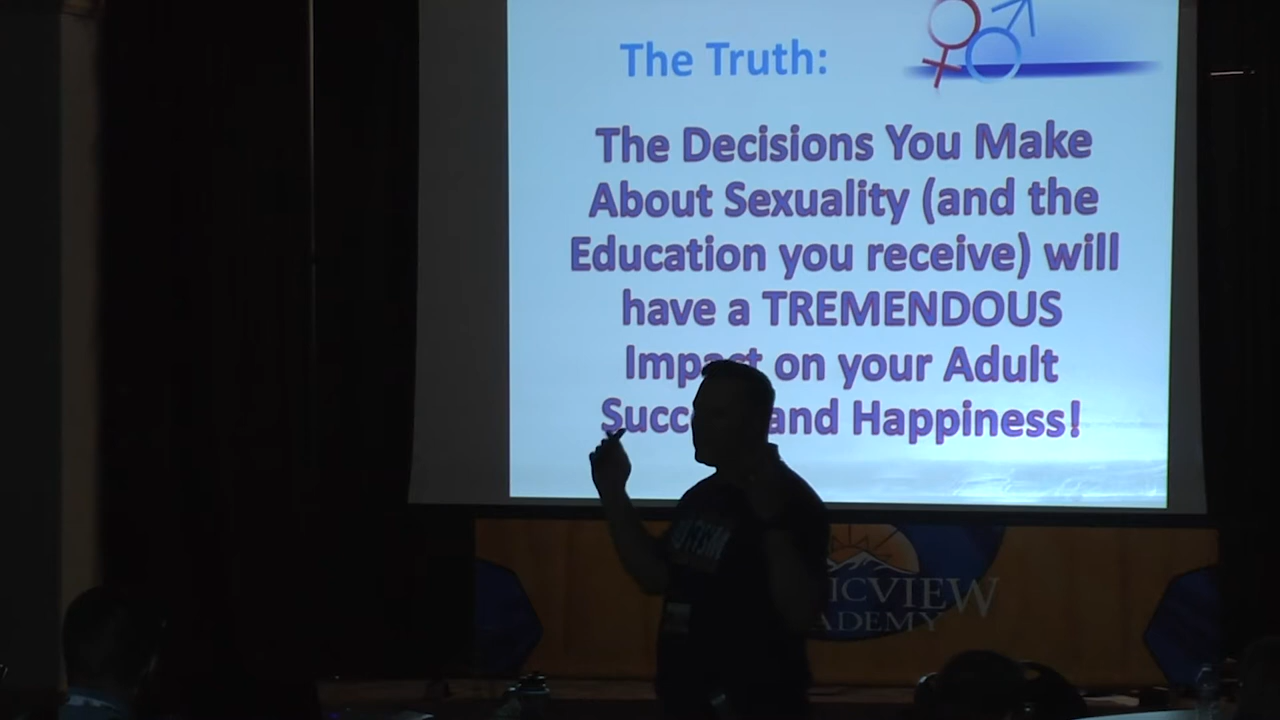 The Truth:
The Decisions You Make
About Sexuality (and the
Education you receive) will
have a TREMENDOUS
on your Adult
and Happiness!
VIEW